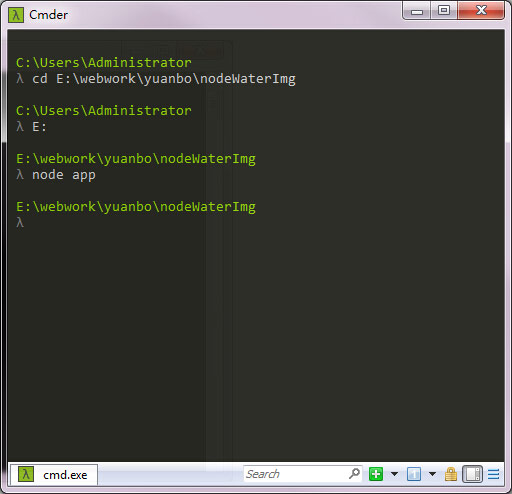 λ Cmder
C:\Users\Administrator
λ cd E:\webwork\yuanbo\nodeWaterImg
C:\Users\Administrator
λ E:
E:\webwork\yuanbo\nodeWaterImg
λ node app
E:\webwork\yuanbo\nodeWaterImg
λ
λ cmd.exe
Search
1